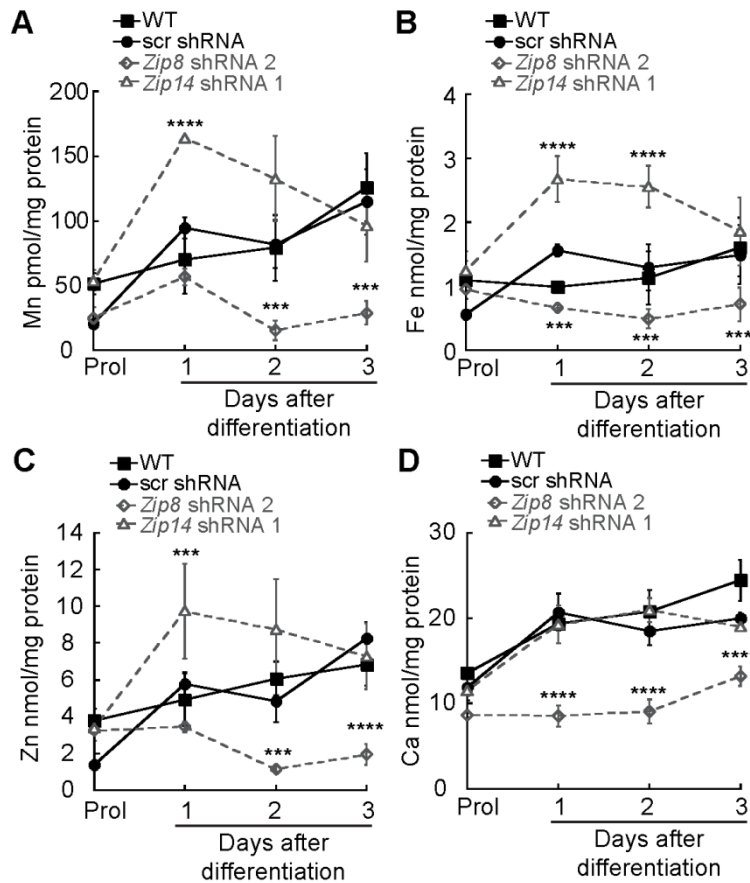 A
WT
scr shRNA
Zip8 shRNA 2
Zip14 shRNA 1
Mn pmol/mg protein
200
150
100
50
0
****
***
***
Prol
1
2
3
Days after
differentiation
B
WT
scr shRNA
Zip8 shRNA 2
Zip14 shRNA 1
Fe nmol/mg protein
4
3
2
1
0
****
****
***
***
***
Prol
1
2
3
Days after
differentiation
C
WT
scr shRNA
Zip8 shRNA 2
Zip14 shRNA 1
Zn nmol/mg protein
14
12
10
8
6
4
2
0
***
***
****
Prol
1
2
3
Days after
differentiation
D
WT
scr shRNA
Zip8 shRNA 2
Zip14 shRNA 1
Ca nmol/mg protein
30
20
10
0
****
****
***
Prol
1
2
3
Days after
differentiation